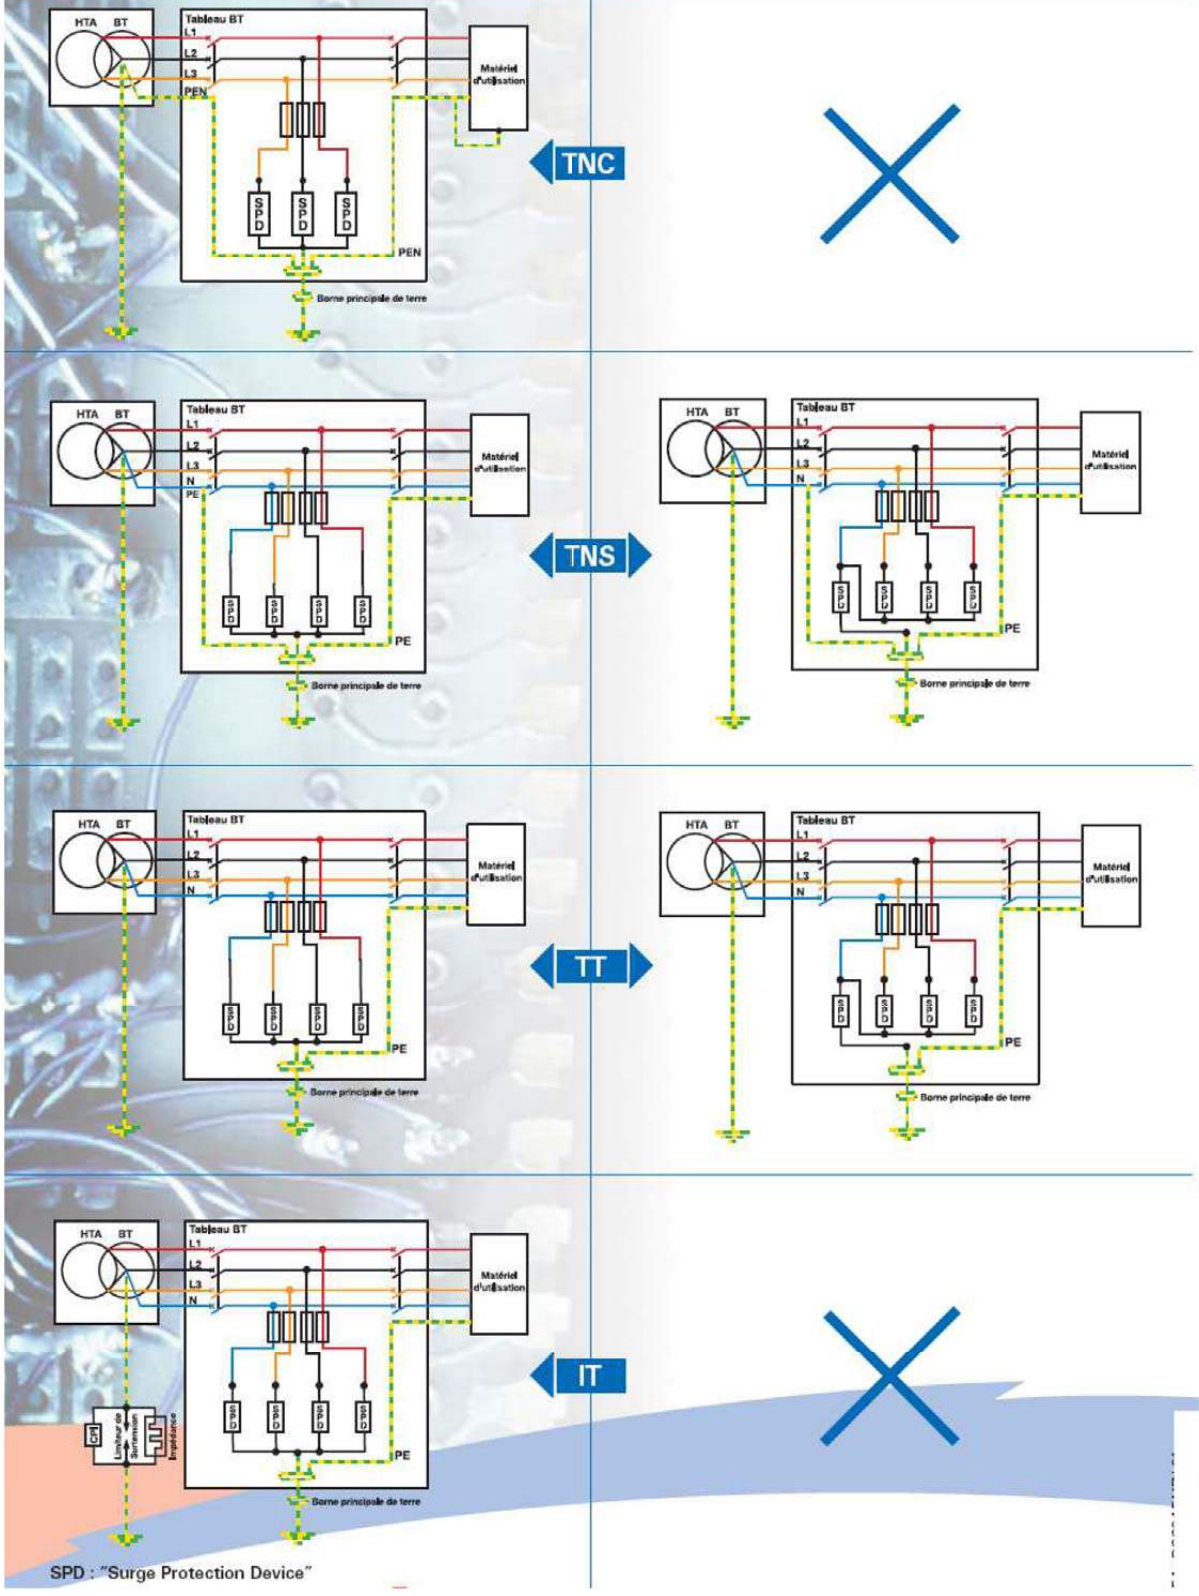 HTA BT
Tableau BT
L1
L2
L3
PEN
Matériel
d'utilisation
SPD
SPD
SPD
PEN
Borne principale de terre
TNC
HTA BT
Tableau BT
L1
L2
L3
N
PE
Matériel
d'utilisation
SPD
SPD
SPD
SPD
PE
Borne principale de terre
TNS
HTA BT
Tableau BT
L1
L2
L3
N
Matériel
d'utilisation
SPD
SPD
SPD
SPD
PE
Borne principale de terre
HTA BT
Tableau BT
L1
L2
L3
N
Matériel
d'utilisation
SPD
SPD
SPD
SPD
PE
Borne principale de terre
TT
HTA BT
Tableau BT
L1
L2
L3
N
Matériel
d'utilisation
SPD
SPD
SPD
SPD
PE
Borne principale de terre
HTA BT
Tableau BT
L1
L2
L3
N
Matériel
d'utilisation
CPI
Limiteur de
Surtension
Impédance
SPD
SPD
SPD
SPD
PE
Borne principale de terre
IT
SPD : "Surge Protection Device"